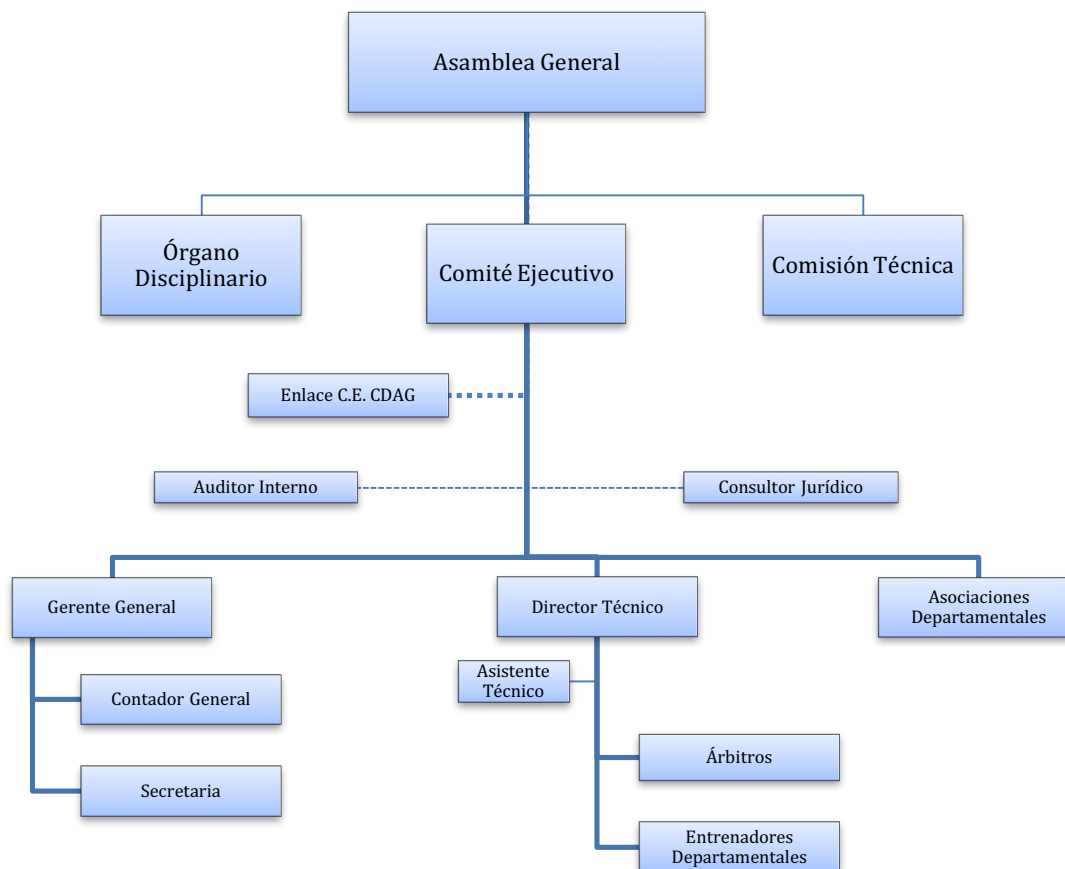 Asamblea General
Órgano
Disciplinario
Comité Ejecutivo
Comisión Técnica
Enlace C.E. CDAG
Auditor Interno
Consultor Jurídico
Gerente General
Director Técnico
Asociaciones
Departamentales
Asistente
Técnico
Contador General
Árbitros
Secretaria
Entrenadores
Departamentales